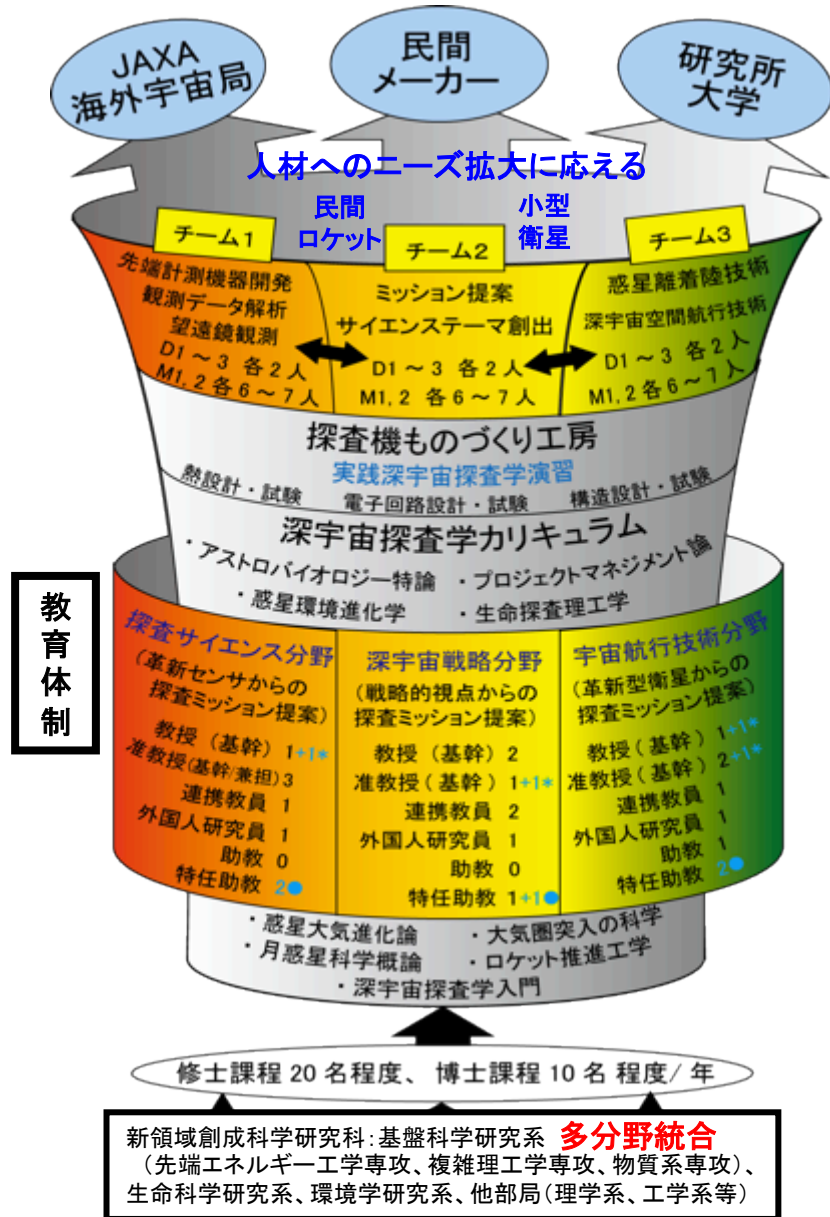 JAXA
海外宇宙局
民間
メーカー
研究所
大学
人材へのニーズ拡大に応える
民間
ロケット
小型
衛星
チーム1
先端計測機器開発
観測データ解析
望遠鏡観測
D1～3 各2人
M1,2各6～7人
チーム2
ミッション提案
サイエンステーマ創出
D1～3 各2人
M1,2 各6～7人
チーム3
惑星離着陸技術
深宇宙空間航行技術
D1～3 各2人
M1,2 各6～7人
探査機ものづくり工房
実践深宇宙探査学演習
熱設計・試験
電子回路設計・試験
構造設計・試験
深宇宙探査学カリキュラム
・アストロバイオロジー特論
・プロジェクトマネジメント論
・惑星環境進化学
・生命探査理工学
教育体制
探査サイエンス分野
(革新センサからの
探査ミッション提案)
教授(基幹)1+1*
准教授(基幹/兼担)3
連携教員 1
外国人研究員 1
助教 0
特任助教 2●
深宇宙戦略分野
(戦略的視点からの
探査ミッション提案)
教授(基幹)2
准教授(基幹)1+1*
連携教員 2
外国人研究員 1
助教 0
特任助教 1+1●
宇宙航行技術分野
(革新型衛星からの
探査ミッション提案)
教授(基幹)1+1*
准教授(基幹)2+1*
連携教員 1
外国人研究員 1
助教 1
特任助教 2●
・惑星大気進化論
・大気圏突入の科学
・月惑星科学概論
・ロケット推進工学
・深宇宙探査学入門
修士課程 20 名程度、博士課程 10 名 程度/ 年
新領域創成科学研究科:基盤科学研究系 多分野統合
(先端エネルギー工学専攻、複雑理工学専攻、物質系専攻)、
生命科学研究系、環境学研究系、他部局(理学系、工学系等)